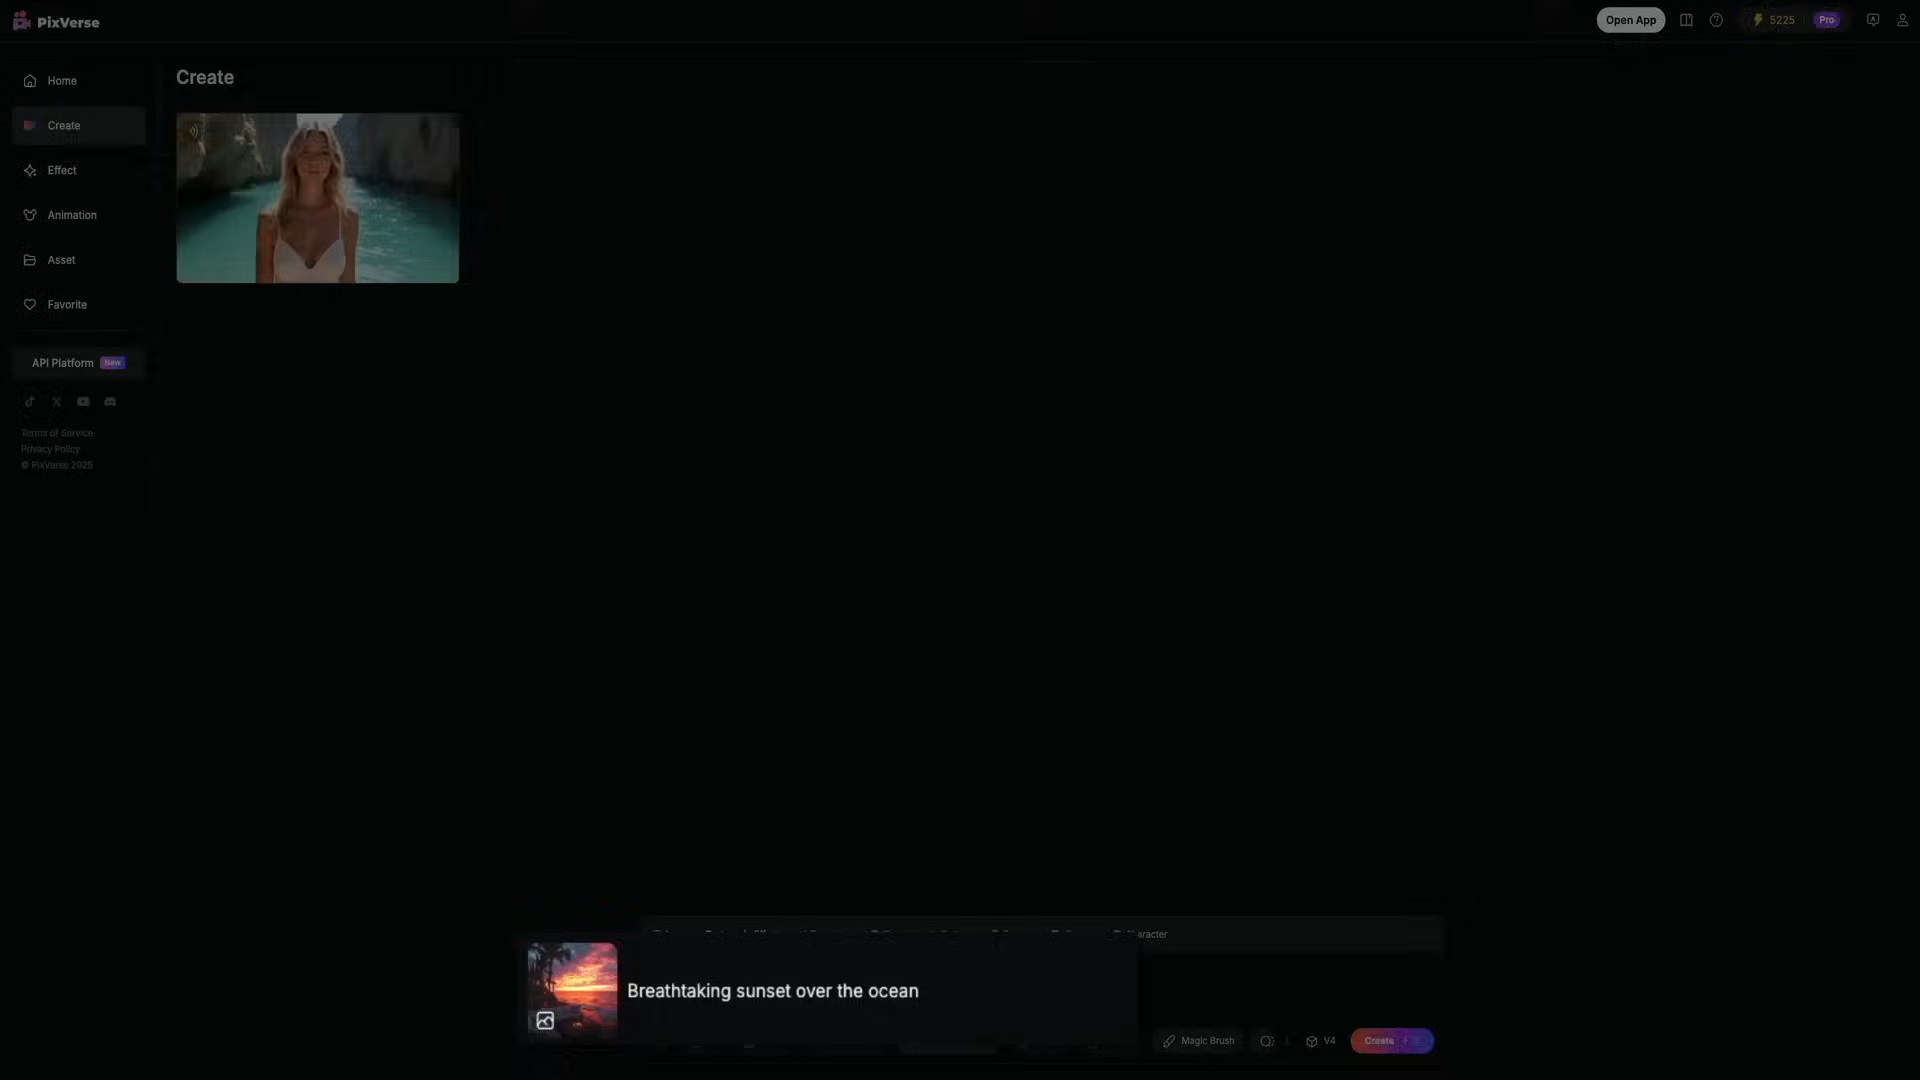 PixVerse
Open App
5225
Pro
Home
Create
Effect
Animation
Asset
Favorite
API Platform New
Terms of Service
Privacy Policy
© PixVerse 2025
Create
Breathtaking sunset over the ocean
Magic Brush
V4
Create